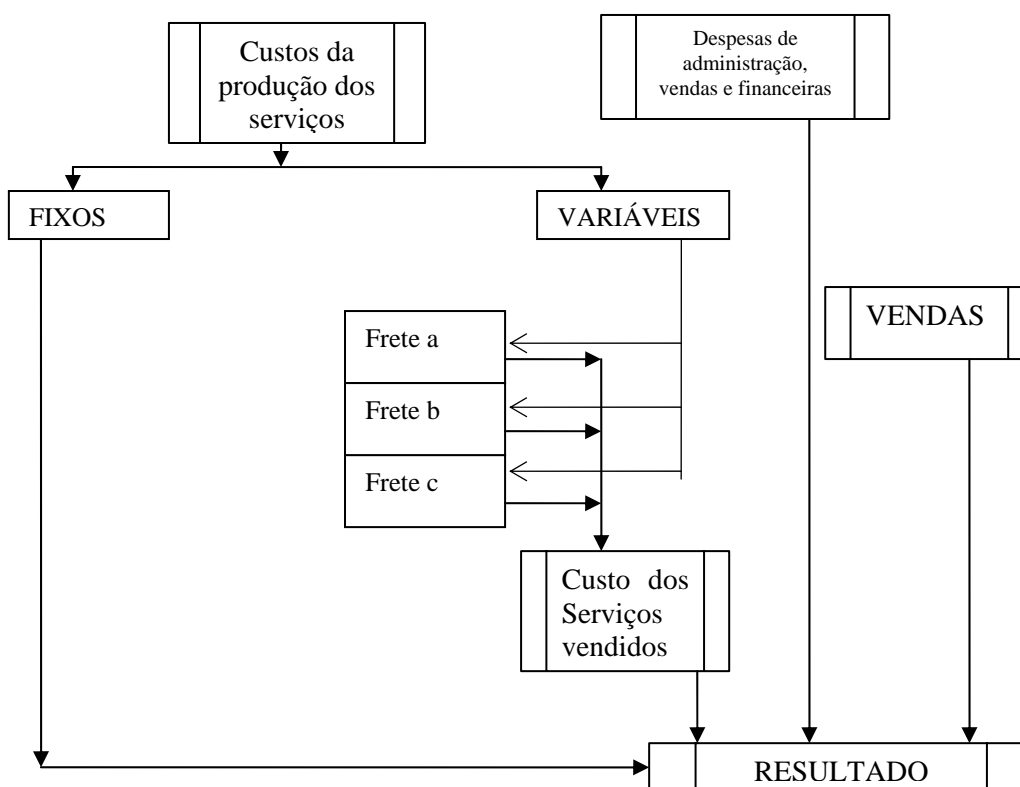 Custos da
produção dos
serviços
Despesas de
administração,
vendas e financeiras
FIXOS
VARIÁVEIS
VENDAS
Frete a
Frete b
Frete c
Custo dos
Serviços
vendidos
RESULTADO